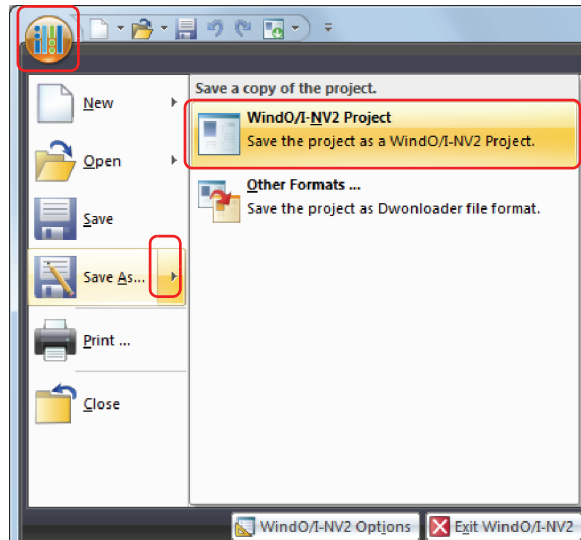 Save a copy of the project.
New
WindO/I-NV2 Project
Save the project as a WindO/I-NV2 Project.
Open
Other Formats ...
Save the project as Dwonloader file format.
Save
Save As...
Print ...
Close
WindO/I-NV2 Options
Exit WindO/I-NV2